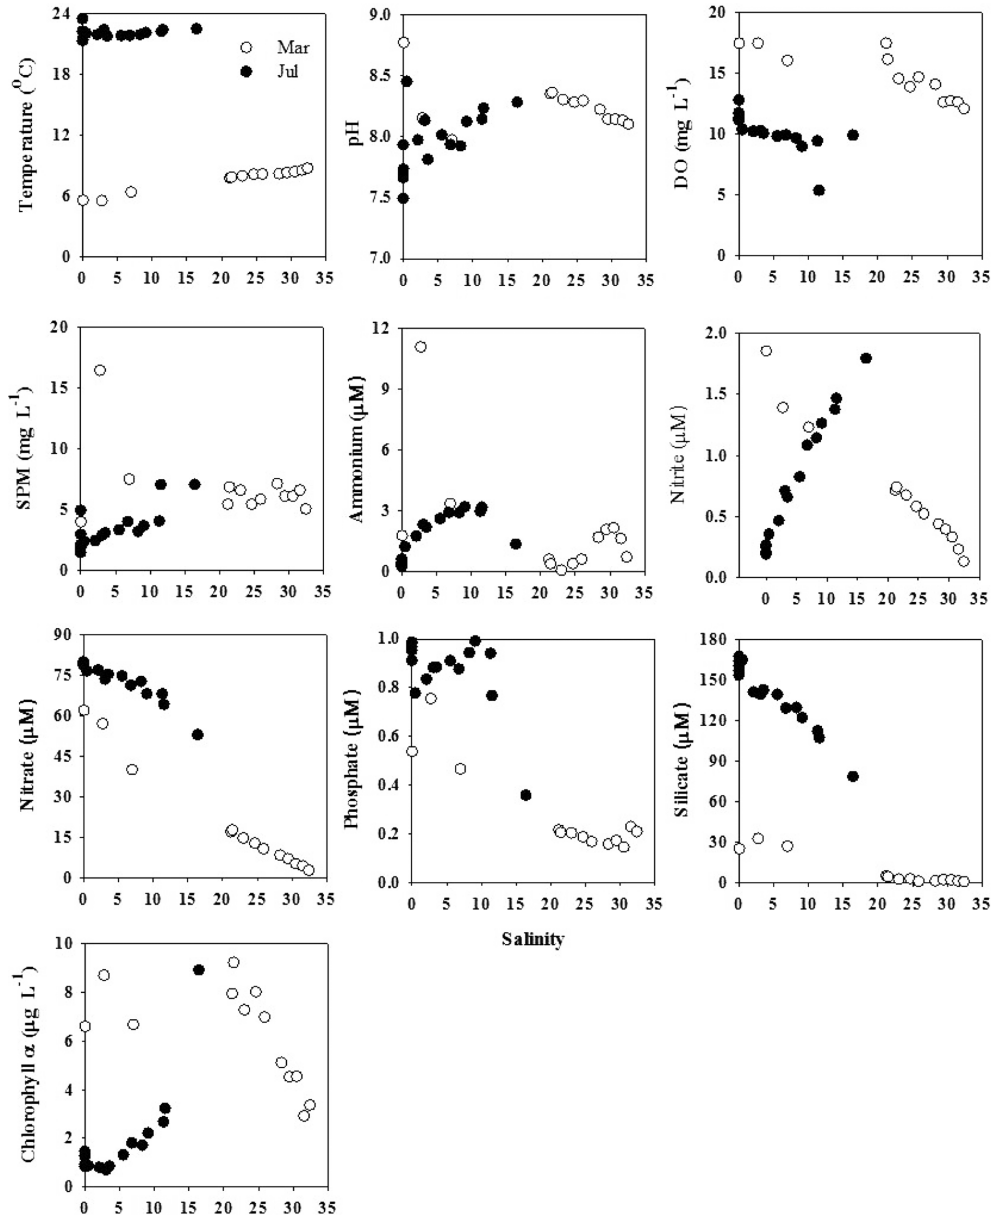 24
18
12
6
0
Temperature (⁰C)
Mar
Jul
0 5 10 15 20 25 30 35
9.0
8.5
8.0
7.5
7.0
pH
0 5 10 15 20 25 30 35
20
15
10
5
0
DO (mg L⁻¹)
0 5 10 15 20 25 30 35
20
15
10
5
0
SPM (mg L⁻¹)
0 5 10 15 20 25 30 35
12
9
6
3
0
Ammonium (μM)
0 5 10 15 20 25 30 35
2.0
1.5
1.0
0.5
0.0
Nitrite (μM)
0 5 10 15 20 25 30 35
90
75
60
45
30
15
0
Nitrate (μM)
0 5 10 15 20 25 30 35
1.0
0.8
0.6
0.4
0.2
0.0
Phosphate (μM)
0 5 10 15 20 25 30 35
180
150
120
90
60
30
0
Silicate (μM)
0 5 10 15 20 25 30 35
Salinity
10
8
6
4
2
0
Chlorophyll α (μg L⁻¹)
0 5 10 15 20 25 30 35